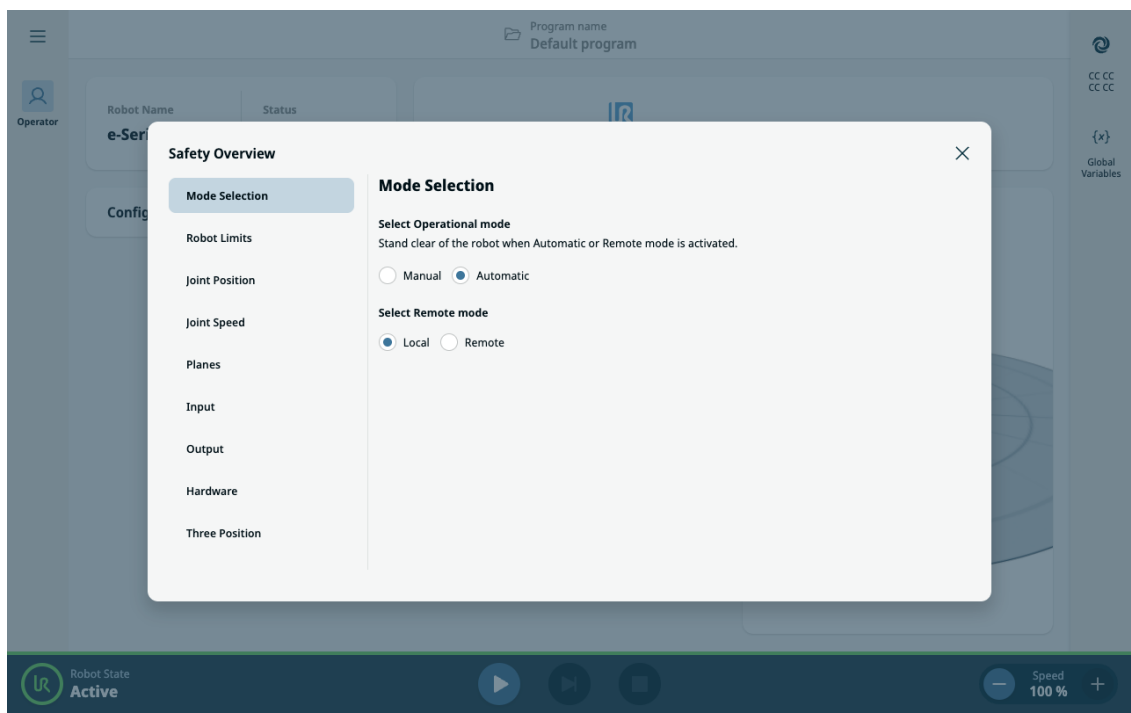 Program name
Default program
Operator
Robot Name
Status
e-Seri
Config
CC CC
CC CC
{x}
Global
Variables
Safety Overview
Mode Selection
Robot Limits
Joint Position
Joint Speed
Planes
Input
Output
Hardware
Three Position
Mode Selection
Select Operational mode
Stand clear of the robot when Automatic or Remote mode is activated.
Manual
Automatic
Select Remote mode
Local
Remote
Robot State
Active
Speed
100 %